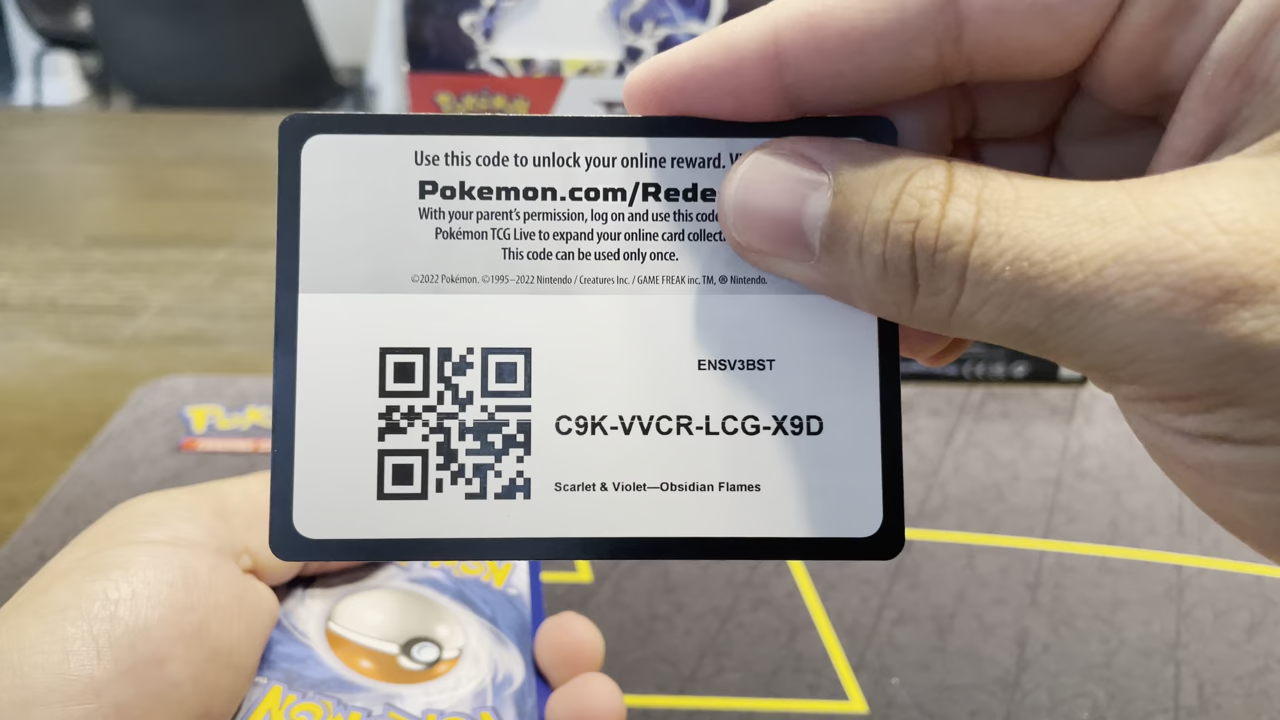 Pokémon
Use this code to unlock your online reward.
Pokemon.com/Rede
With your parent's permission, log on and use this code
Pokémon TCG Live to expand your online card collect
This code can be used only once.
©2022 Pokémon. ©1995–2022 Nintendo / Creatures Inc. / GAME FREAK inc. TM, ® Nintendo.
ENSV3BST
C9K-VVCR-LCG-X9D
Scarlet & Violet—Obsidian Flames